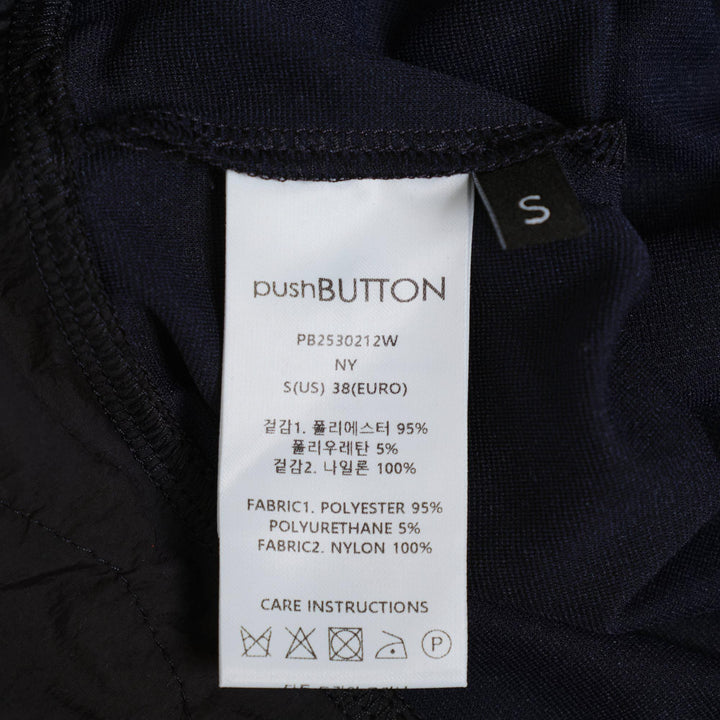 S
pushBUTTON
PB2530212W
NY
S(US) 38(EURO)
겉감1. 폴리에스터 95%
폴리우레탄 5%
겉감2. 나일론 100%
FABRIC1. POLYESTER 95%
POLYURETHANE 5%
FABRIC2. NYLON 100%
CARE INSTRUCTIONS
P